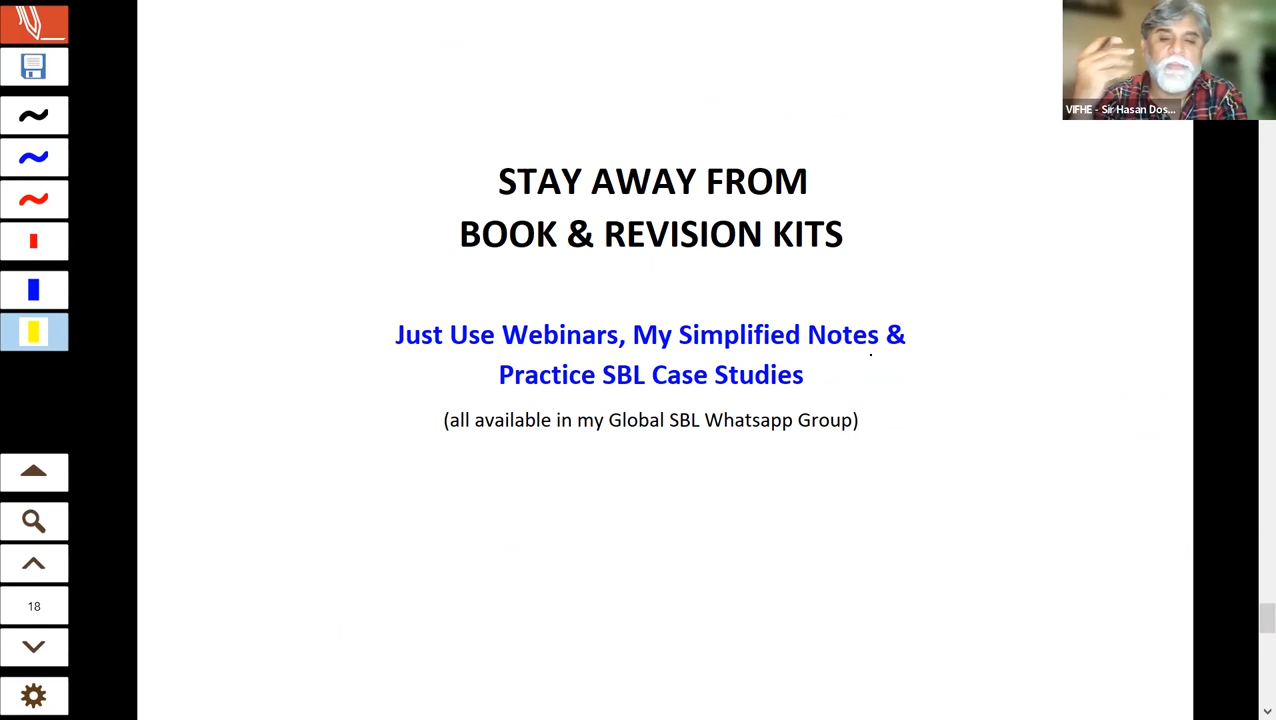 VIFHE - Sir Hasan Dos...
STAY AWAY FROM
BOOK & REVISION KITS
Just Use Webinars, My Simplified Notes &
Practice SBL Case Studies
(all available in my Global SBL Whatsapp Group)
18